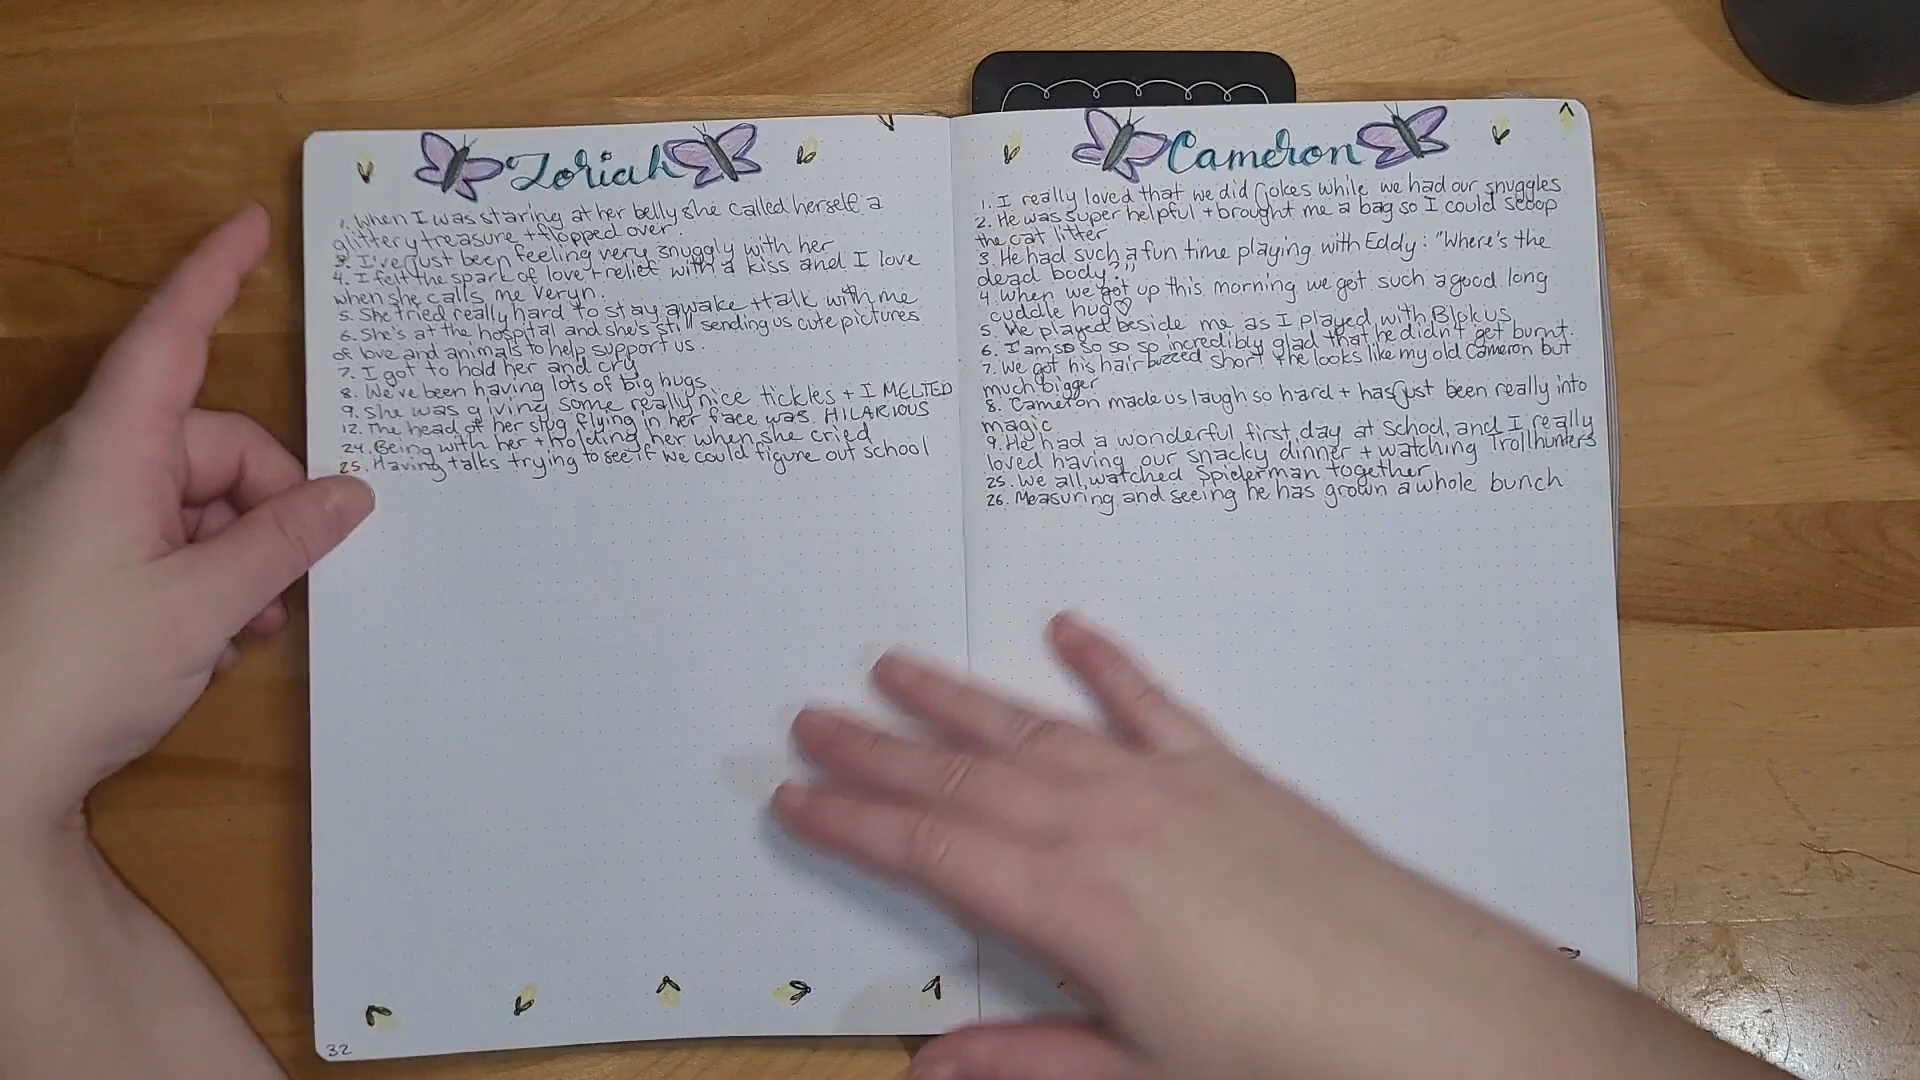 Zoriah
1. When I was staring at her belly she called herself a
glittery treasure + flopped over.
I've just been feeling very snuggly with her
4. I felt the spark of love + relief with a kiss and I love
when she calls me Veryn.
5. She tried really hard to stay awake + talk with me
6. She's at the hospital and she's still sending us cute pictures
of love and animals to help support us.
7. I got to hold her and cry
8. We've been having lots of big hugs
9. She was giving some really nice tickles + I MELTED
12. The head of her slug flying in her face was HILARIOUS
24. Being with her + holding her when she cried
25. Having talks trying to see if we could figure out school
32
Cameron
1. I really loved that we did jokes while we had our snuggles
2. He was super helpful + brought me a bag so I could scoop
the cat litter
3. He had such a fun time playing with Eddy: "Where's the
dead body?"
4. When we got up this morning we got such a good long
cuddle hug♡
5. We played beside me as I played with Blokus
6. I am so so so so incredibly glad that he didn't get burnt.
7. We got his hair buzzed short + he looks like my old Cameron but
much bigger
8. Cameron made us laugh so hard + has just been really into
magic
9. He had a wonderful first day at school, and I really
loved having our snacky dinner + watching Trollhunters
25. We all watched Spiderman together
26. Measuring and seeing he has grown a whole bunch